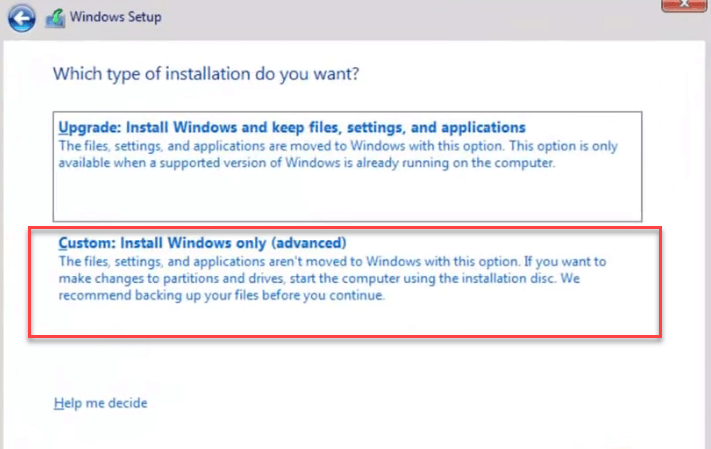 Windows Setup
Which type of installation do you want?
Upgrade: Install Windows and keep files, settings, and applications
The files, settings, and applications are moved to Windows with this option. This option is only
available when a supported version of Windows is already running on the computer.
Custom: Install Windows only (advanced)
The files, settings, and applications aren't moved to Windows with this option. If you want to
make changes to partitions and drives, start the computer using the installation disc. We
recommend backing up your files before you continue.
Help me decide